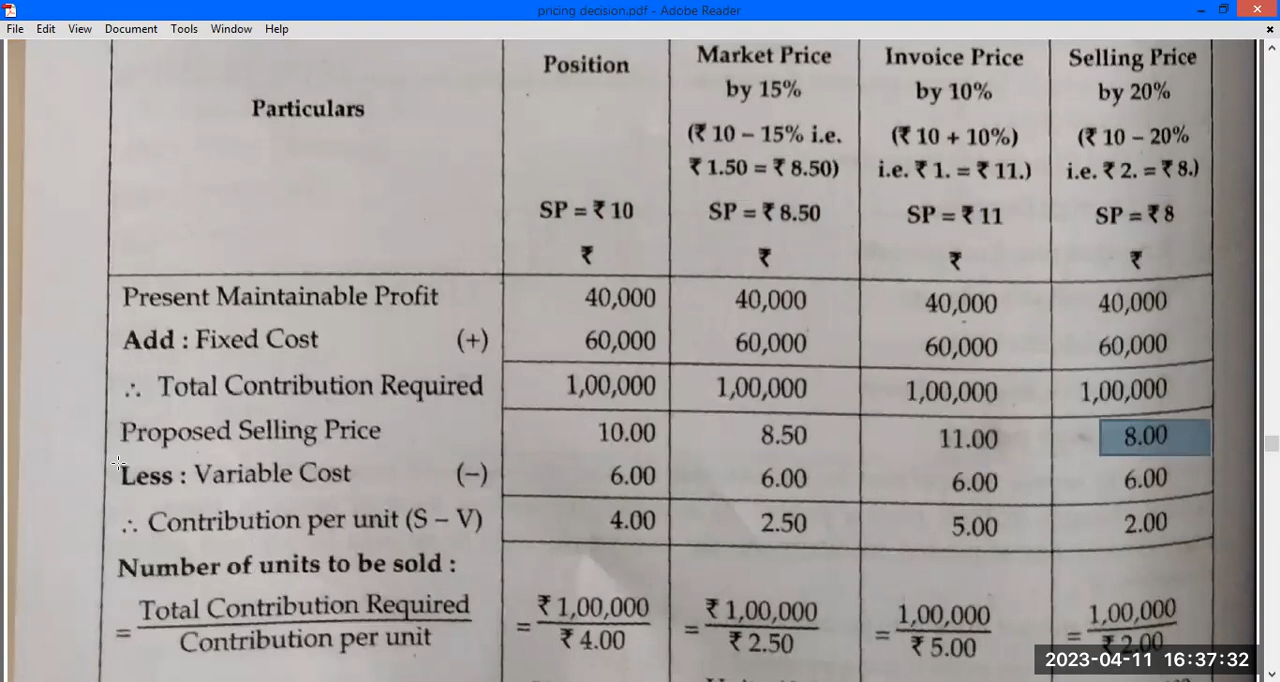 pricing decision.pdf - Adobe Reader
File Edit View Document Tools Window Help
Particulars
Position
SP = ₹ 10
₹
Market Price
by 15%
(₹ 10 – 15% i.e.
₹ 1.50 = ₹ 8.50)
SP = ₹ 8.50
₹
Invoice Price
by 10%
(₹ 10 + 10%)
i.e. ₹ 1. = ₹ 11.)
SP = ₹ 11
₹
Selling Price
by 20%
(₹ 10 – 20%
i.e. ₹ 2. = ₹ 8.)
SP = ₹ 8
₹
Present Maintainable Profit 40,000 40,000 40,000 40,000
Add : Fixed Cost (+) 60,000 60,000 60,000 60,000
∴ Total Contribution Required 1,00,000 1,00,000 1,00,000 1,00,000
Proposed Selling Price 10.00 8.50 11.00 8.00
Less : Variable Cost (–) 6.00 6.00 6.00 6.00
∴ Contribution per unit (S – V) 4.00 2.50 5.00 2.00
Number of units to be sold :
= Total Contribution Required ₹ 1,00,000 ₹ 1,00,000 1,00,000 1,00,000
Contribution per unit = ₹ 4.00 = ₹ 2.50 = ₹ 5.00 = ₹ 2.00
2023-04-11 16:37:32